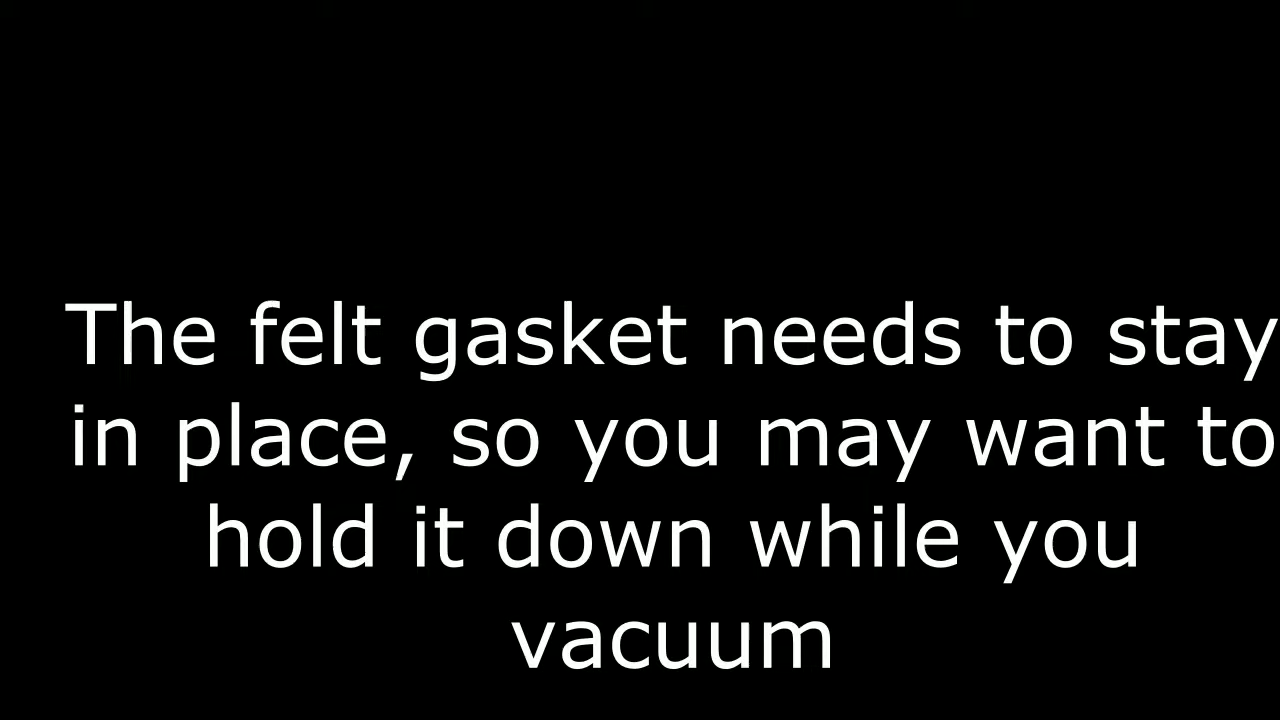 The felt gasket needs to stay
in place, so you may want to
hold it down while you
vacuum